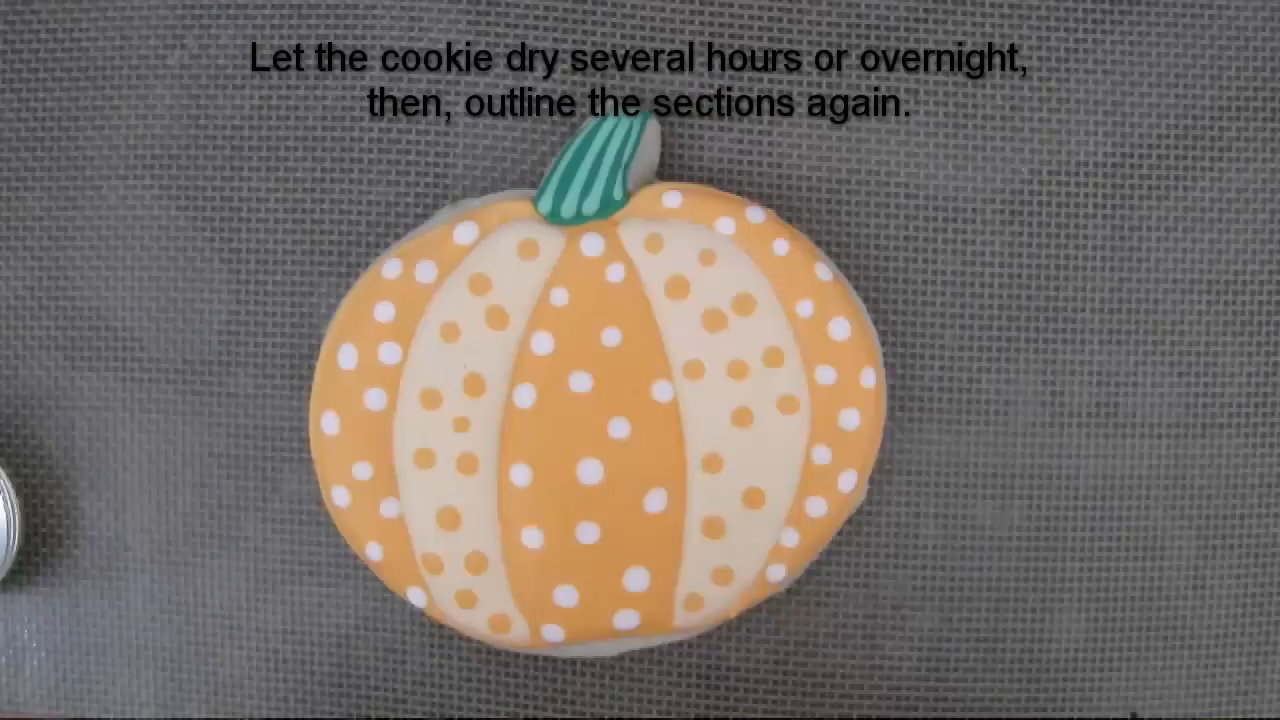 Let the cookie dry several hours or overnight,
then, outline the sections again.